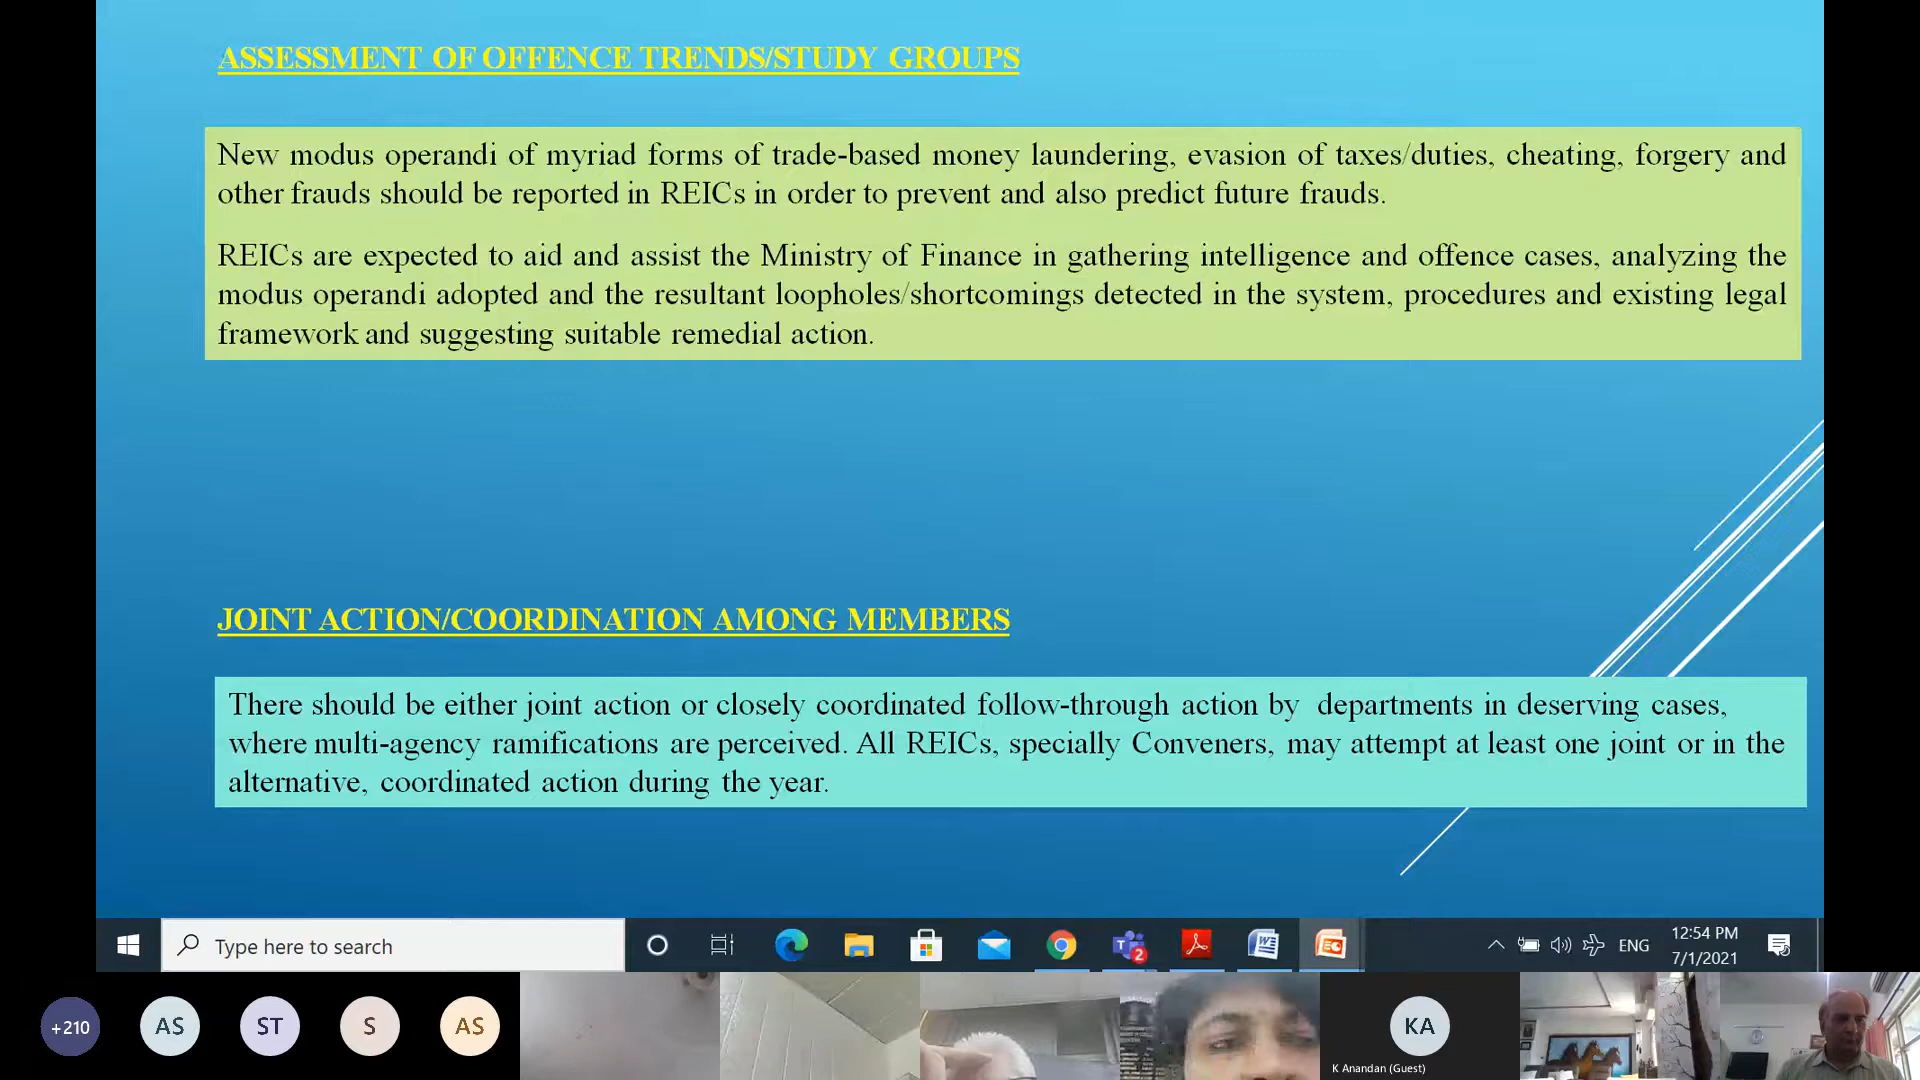 ASSESSMENT OF OFFENCE TRENDS/STUDY GROUPS
New modus operandi of myriad forms of trade-based money laundering, evasion of taxes/duties, cheating, forgery and
other frauds should be reported in REICs in order to prevent and also predict future frauds.
REICs are expected to aid and assist the Ministry of Finance in gathering intelligence and offence cases, analyzing the
modus operandi adopted and the resultant loopholes/shortcomings detected in the system, procedures and existing legal
framework and suggesting suitable remedial action.
JOINT ACTION/COORDINATION AMONG MEMBERS
There should be either joint action or closely coordinated follow-through action by departments in deserving cases,
where multi-agency ramifications are perceived. All REICs, specially Conveners, may attempt at least one joint or in the
alternative, coordinated action during the year.
Type here to search
T 2
W
ENG
12:54 PM
7/1/2021
+210
AS
ST
S
AS
KA
K Anandan (Guest)